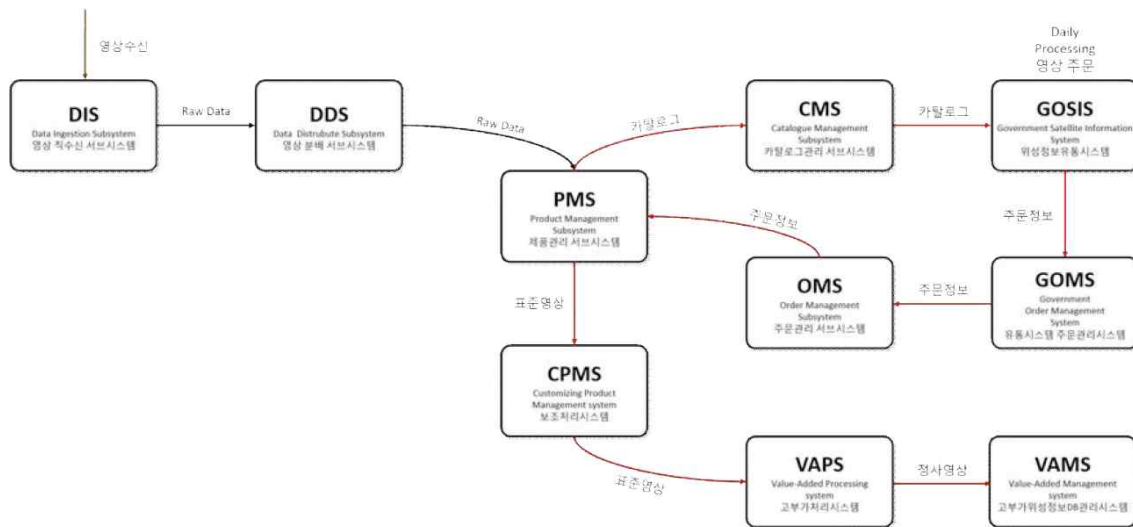 영상수신
DIS
Data Ingestion Subsystem
영상 직수신 서브시스템
Raw Data
DDS
Data Distrubute Subsystem
영상 분배 서브시스템
Raw Data
PMS
Product Management
Subsystem
제품관리 서브시스템
카탈로그
CMS
Catalogue Management
Subsystem
카탈로그관리 서브시스템
카탈로그
Daily
Processing
영상 주문
GOSIS
Government Satellite Information
System
위성정보유통시스템
주문정보
GOMS
Government
Order Management
System
유통시스템 주문관리시스템
주문정보
OMS
Order Management
Subsystem
주문관리 서브시스템
주문정보
표준영상
CPMS
Customizing Product
Management system
보조처리시스템
표준영상
VAPS
Value-Added Processing
system
고부가처리시스템
정사영상
VAMS
Value-Added Management
system
고부가위성정보DB관리시스템